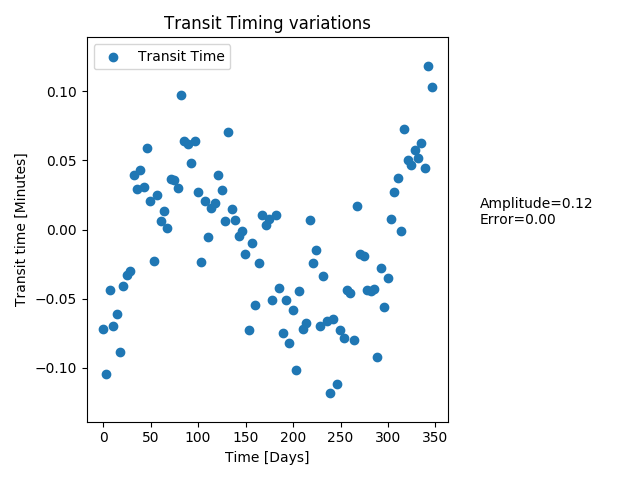 Transit Timing variations
Transit Time
Transit time [Minutes]
0.10
0.05
0.00
−0.05
−0.10
0 50 100 150 200 250 300 350
Time [Days]
Amplitude=0.12
Error=0.00